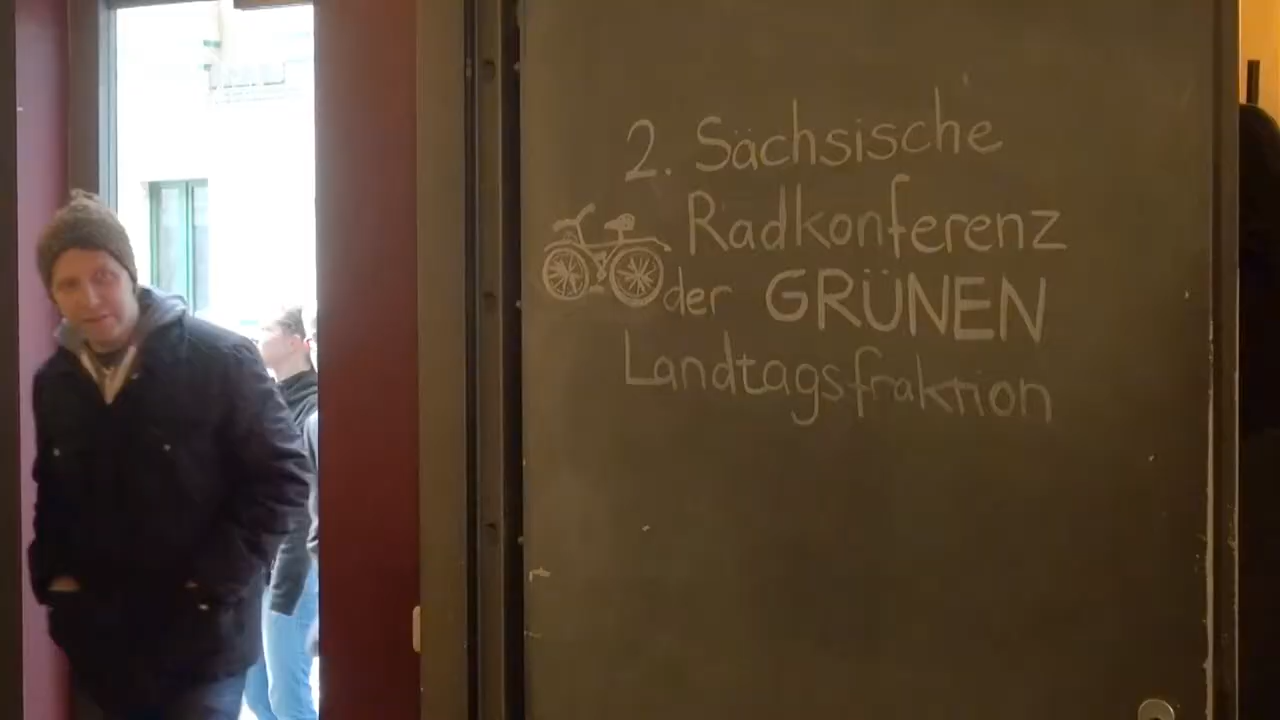 2. Sächsische
Radkonferenz
der GRÜNEN
Landtagsfraktion